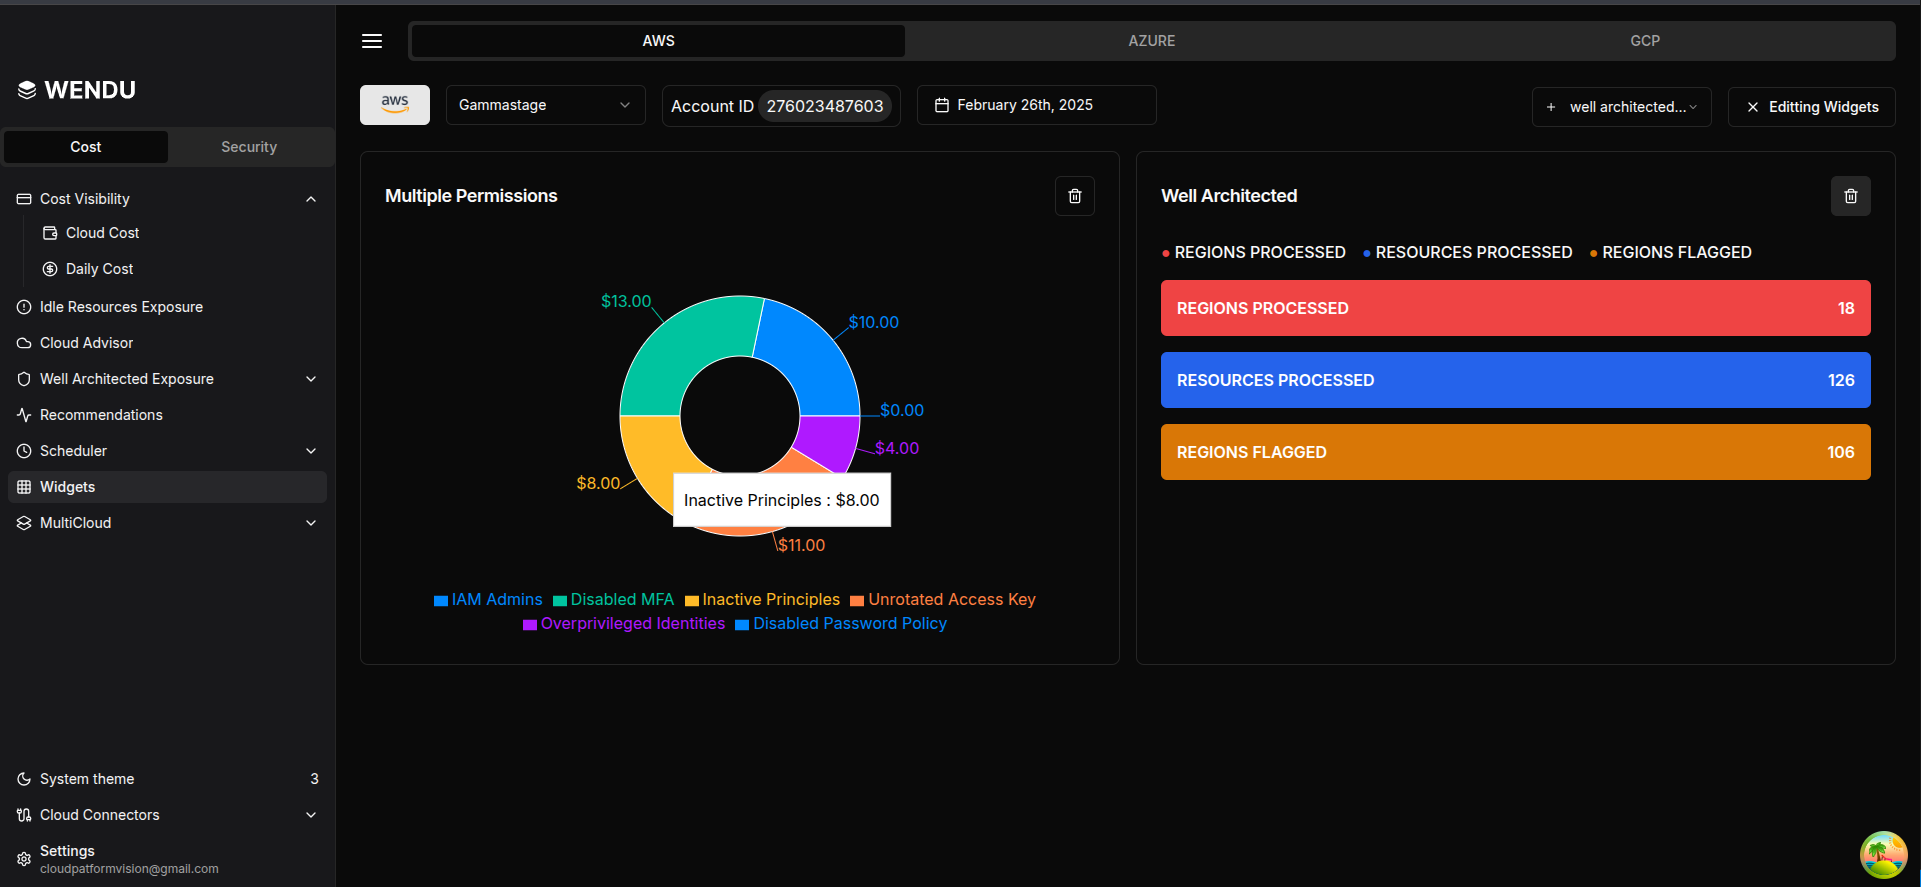 WENDU
Cost
Security
Cost Visibility
Cloud Cost
Daily Cost
Idle Resources Exposure
Cloud Advisor
Well Architected Exposure
Recommendations
Scheduler
Widgets
MultiCloud
System theme 3
Cloud Connectors
Settings
cloudpatformvision@gmail.com
AWS
AZURE
GCP
aws
Gammastage
Account ID 276023487603
February 26th, 2025
+ well architected...
Editting Widgets
Multiple Permissions
$13.00
$10.00
$0.00
$4.00
$8.00
Inactive Principles : $8.00
$11.00
IAM Admins Disabled MFA Inactive Principles Unrotated Access Key
Overprivileged Identities Disabled Password Policy
Well Architected
REGIONS PROCESSED RESOURCES PROCESSED REGIONS FLAGGED
REGIONS PROCESSED 18
RESOURCES PROCESSED 126
REGIONS FLAGGED 106